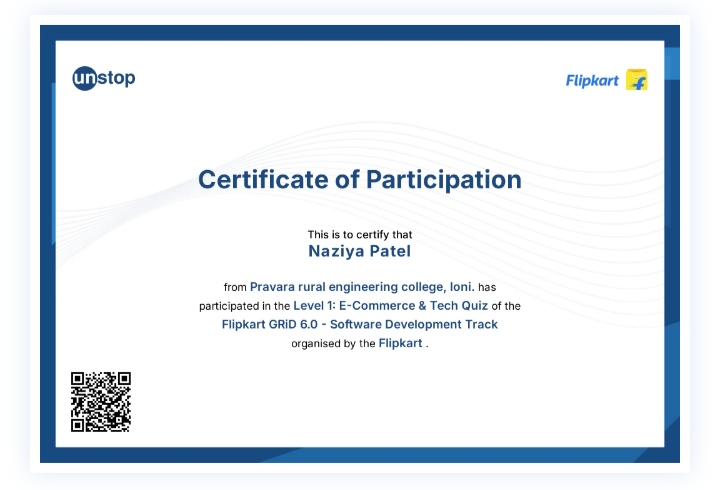 unstop
Flipkart
Certificate of Participation
This is to certify that
Naziya Patel
from Pravara rural engineering college, loni. has
participated in the Level 1: E-Commerce & Tech Quiz of the
Flipkart GRiD 6.0 - Software Development Track
organised by the Flipkart .